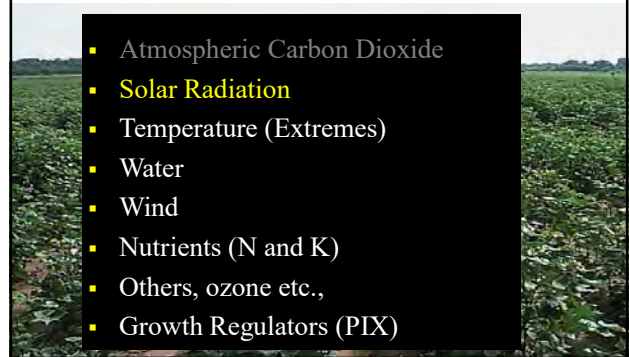 Atmospheric Carbon Dioxide
Solar Radiation
Temperature (Extremes)
Water
Wind
Nutrients (N and K)
Others, ozone etc.,
Growth Regulators (PIX)